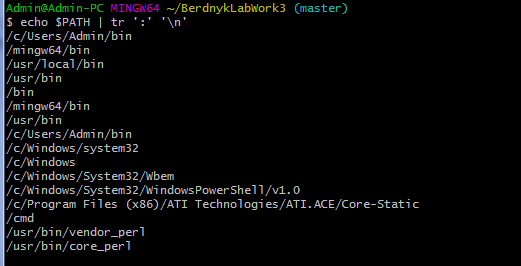 Admin@Admin-PC MINGW64 ~/BerdnykLabWork3 (master)
$ echo $PATH | tr ':' '\n'
/c/Users/Admin/bin
/mingw64/bin
/usr/local/bin
/usr/bin
/bin
/mingw64/bin
/usr/bin
/c/Users/Admin/bin
/c/Windows/system32
/c/Windows
/c/Windows/System32/Wbem
/c/Windows/System32/WindowsPowerShell/v1.0
/c/Program Files (x86)/ATI Technologies/ATI.ACE/Core-Static
/cmd
/usr/bin/vendor_perl
/usr/bin/core_perl